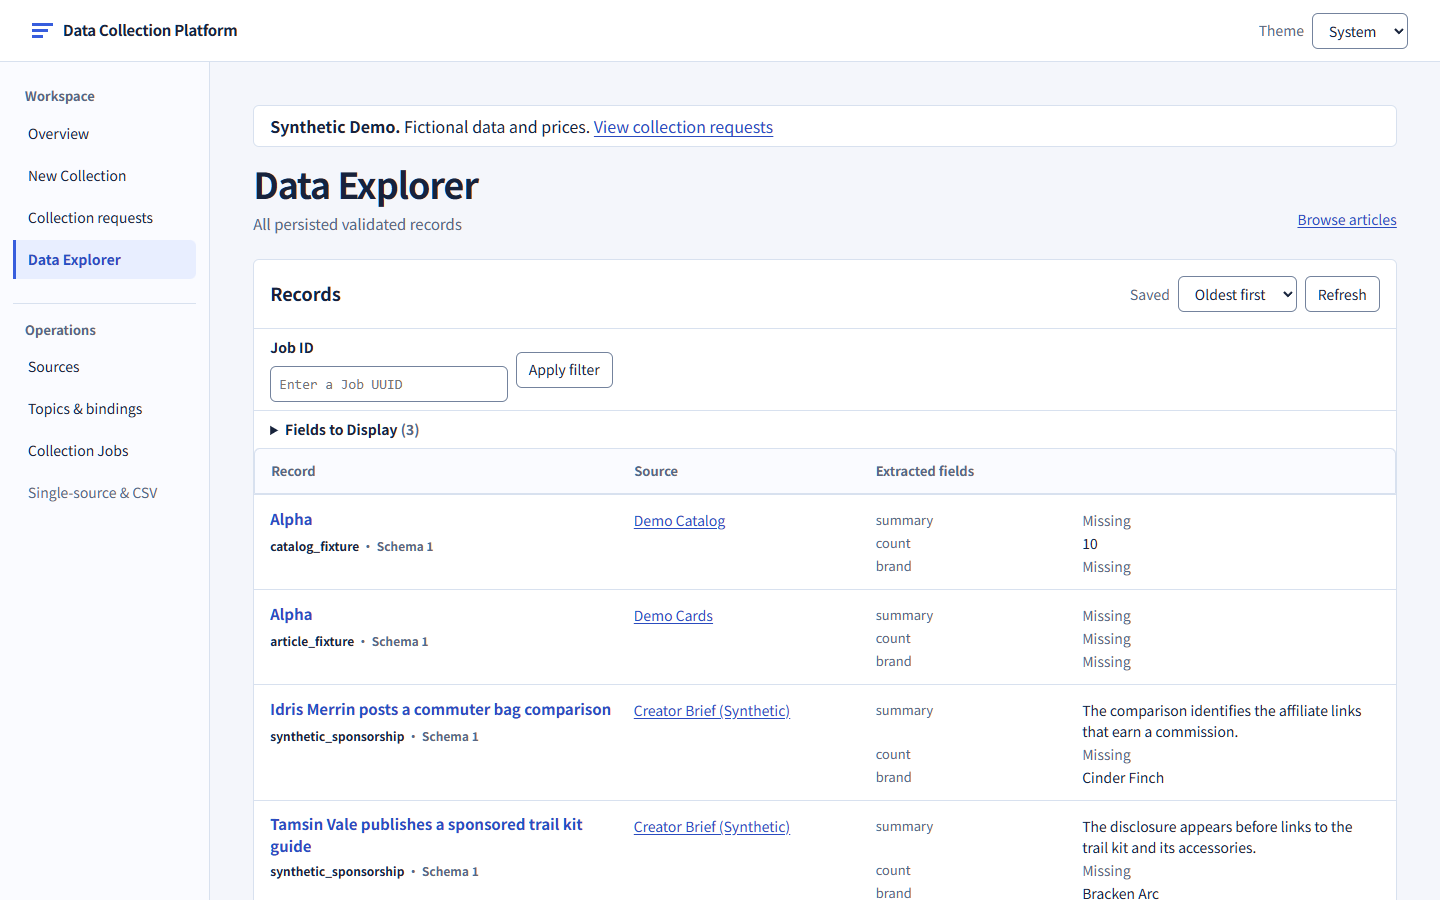 Data Collection Platform
Theme System
Workspace
Overview
New Collection
Collection requests
Data Explorer
Operations
Sources
Topics & bindings
Collection Jobs
Single-source & CSV
Synthetic Demo. Fictional data and prices. View collection requests
Data Explorer
All persisted validated records
Browse articles
Records
Saved Oldest first Refresh
Job ID
Enter a Job UUID
Apply filter
Fields to Display (3)
Record Source Extracted fields
Alpha
catalog_fixture • Schema 1
Demo Catalog
summary Missing
count 10
brand Missing
Alpha
article_fixture • Schema 1
Demo Cards
summary Missing
count Missing
brand Missing
Idris Merrin posts a commuter bag comparison
synthetic_sponsorship • Schema 1
Creator Brief (Synthetic)
summary The comparison identifies the affiliate links
that earn a commission.
count Missing
brand Cinder Finch
Tamsin Vale publishes a sponsored trail kit
guide
synthetic_sponsorship • Schema 1
Creator Brief (Synthetic)
summary The disclosure appears before links to the
trail kit and its accessories.
count Missing
brand Bracken Arc